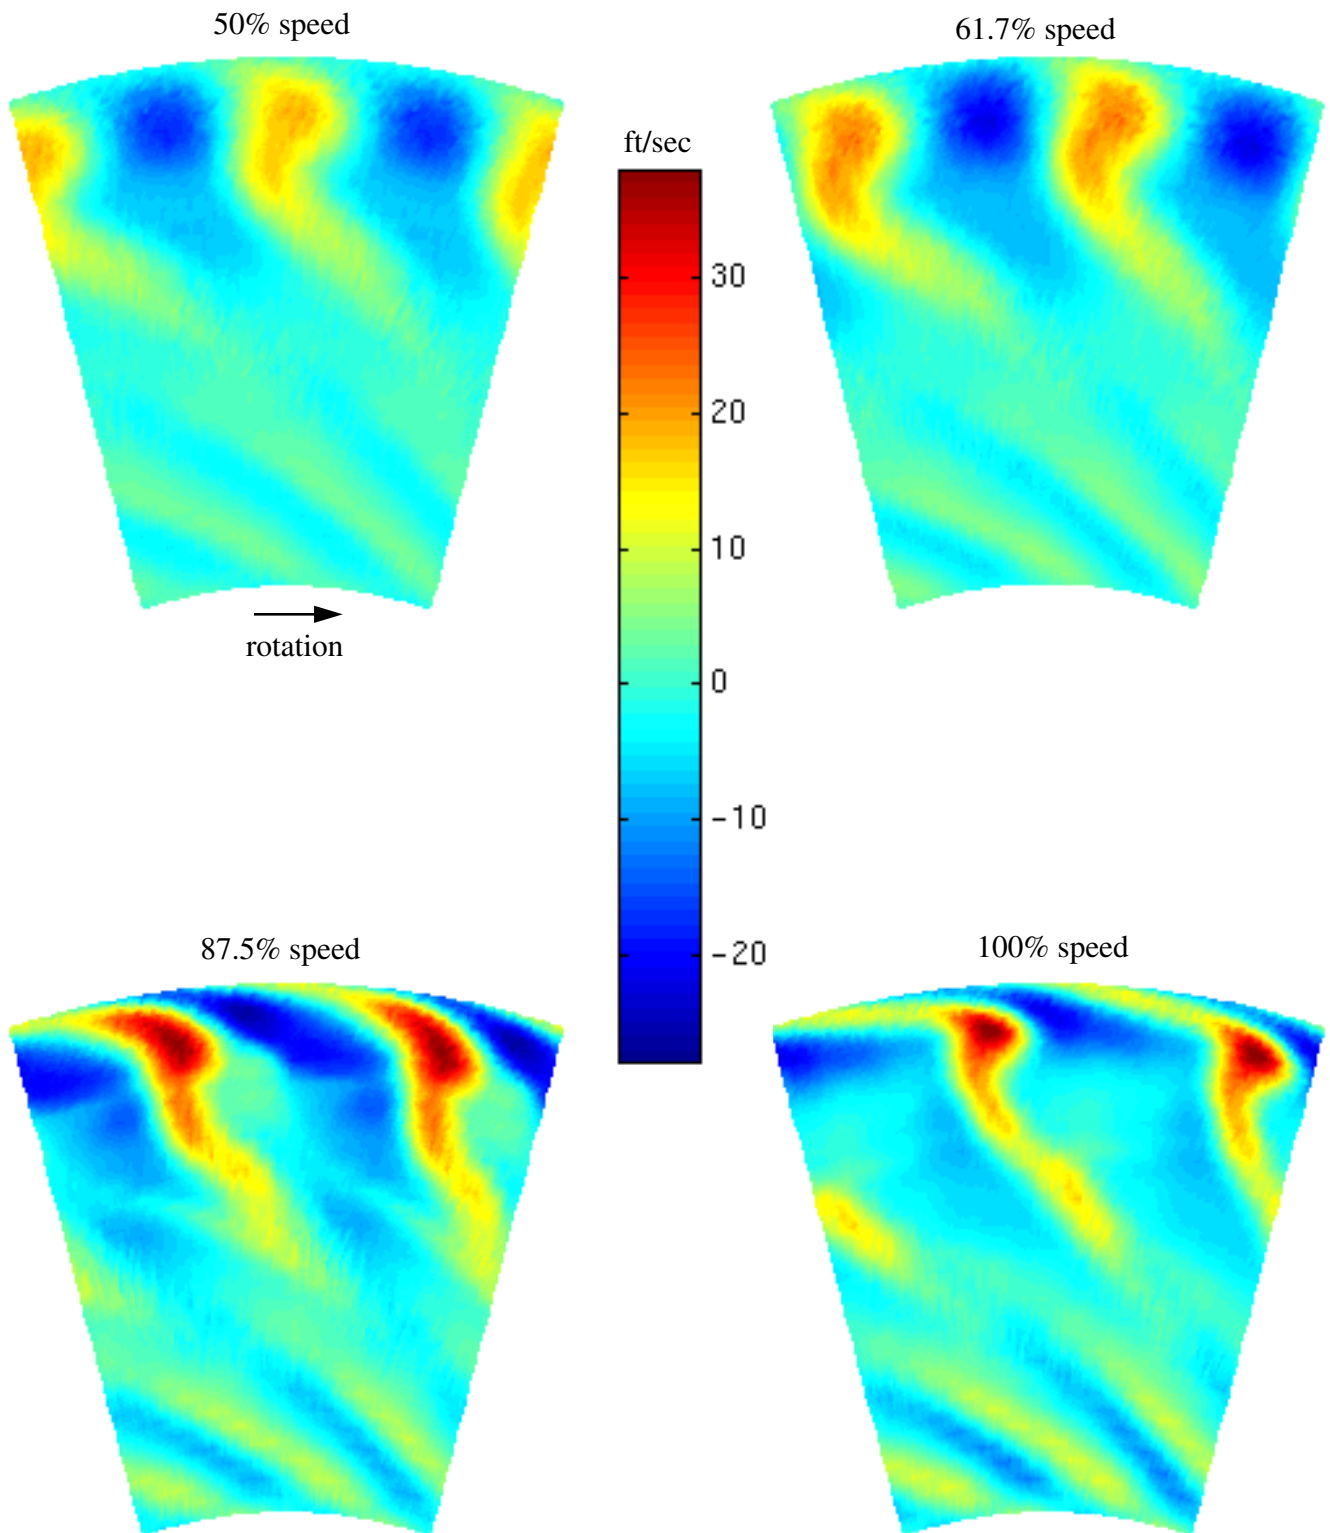 50% speed
61.7% speed
ft/sec
30
20
10
0
-10
-20
rotation
87.5% speed
100% speed